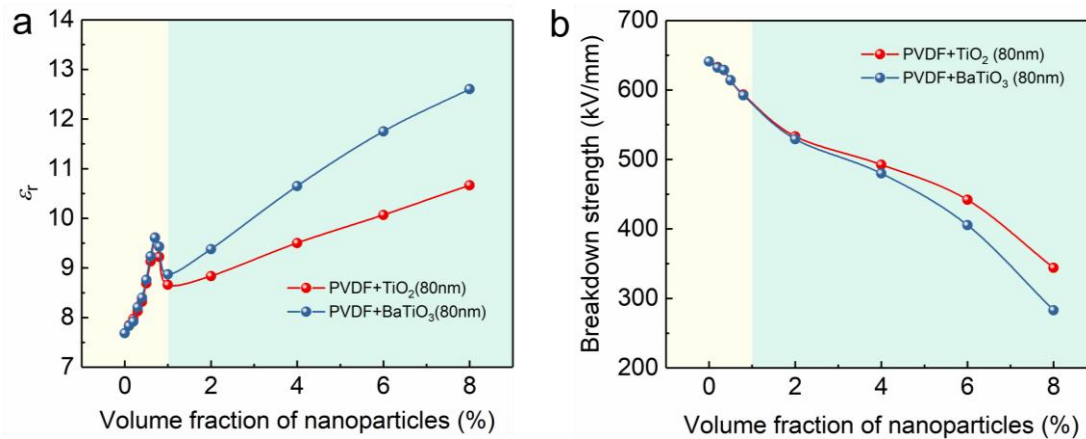 a
14
13
12
11
10
9
8
7
εr
PVDF+TiO2(80nm)
PVDF+BaTiO3(80nm)
0 2 4 6 8
Volume fraction of nanoparticles (%)
b
700
600
500
400
300
200
Breakdown strength (kV/mm)
PVDF+TiO2 (80nm)
PVDF+BaTiO3 (80nm)
0 2 4 6 8
Volume fraction of nanoparticles (%)